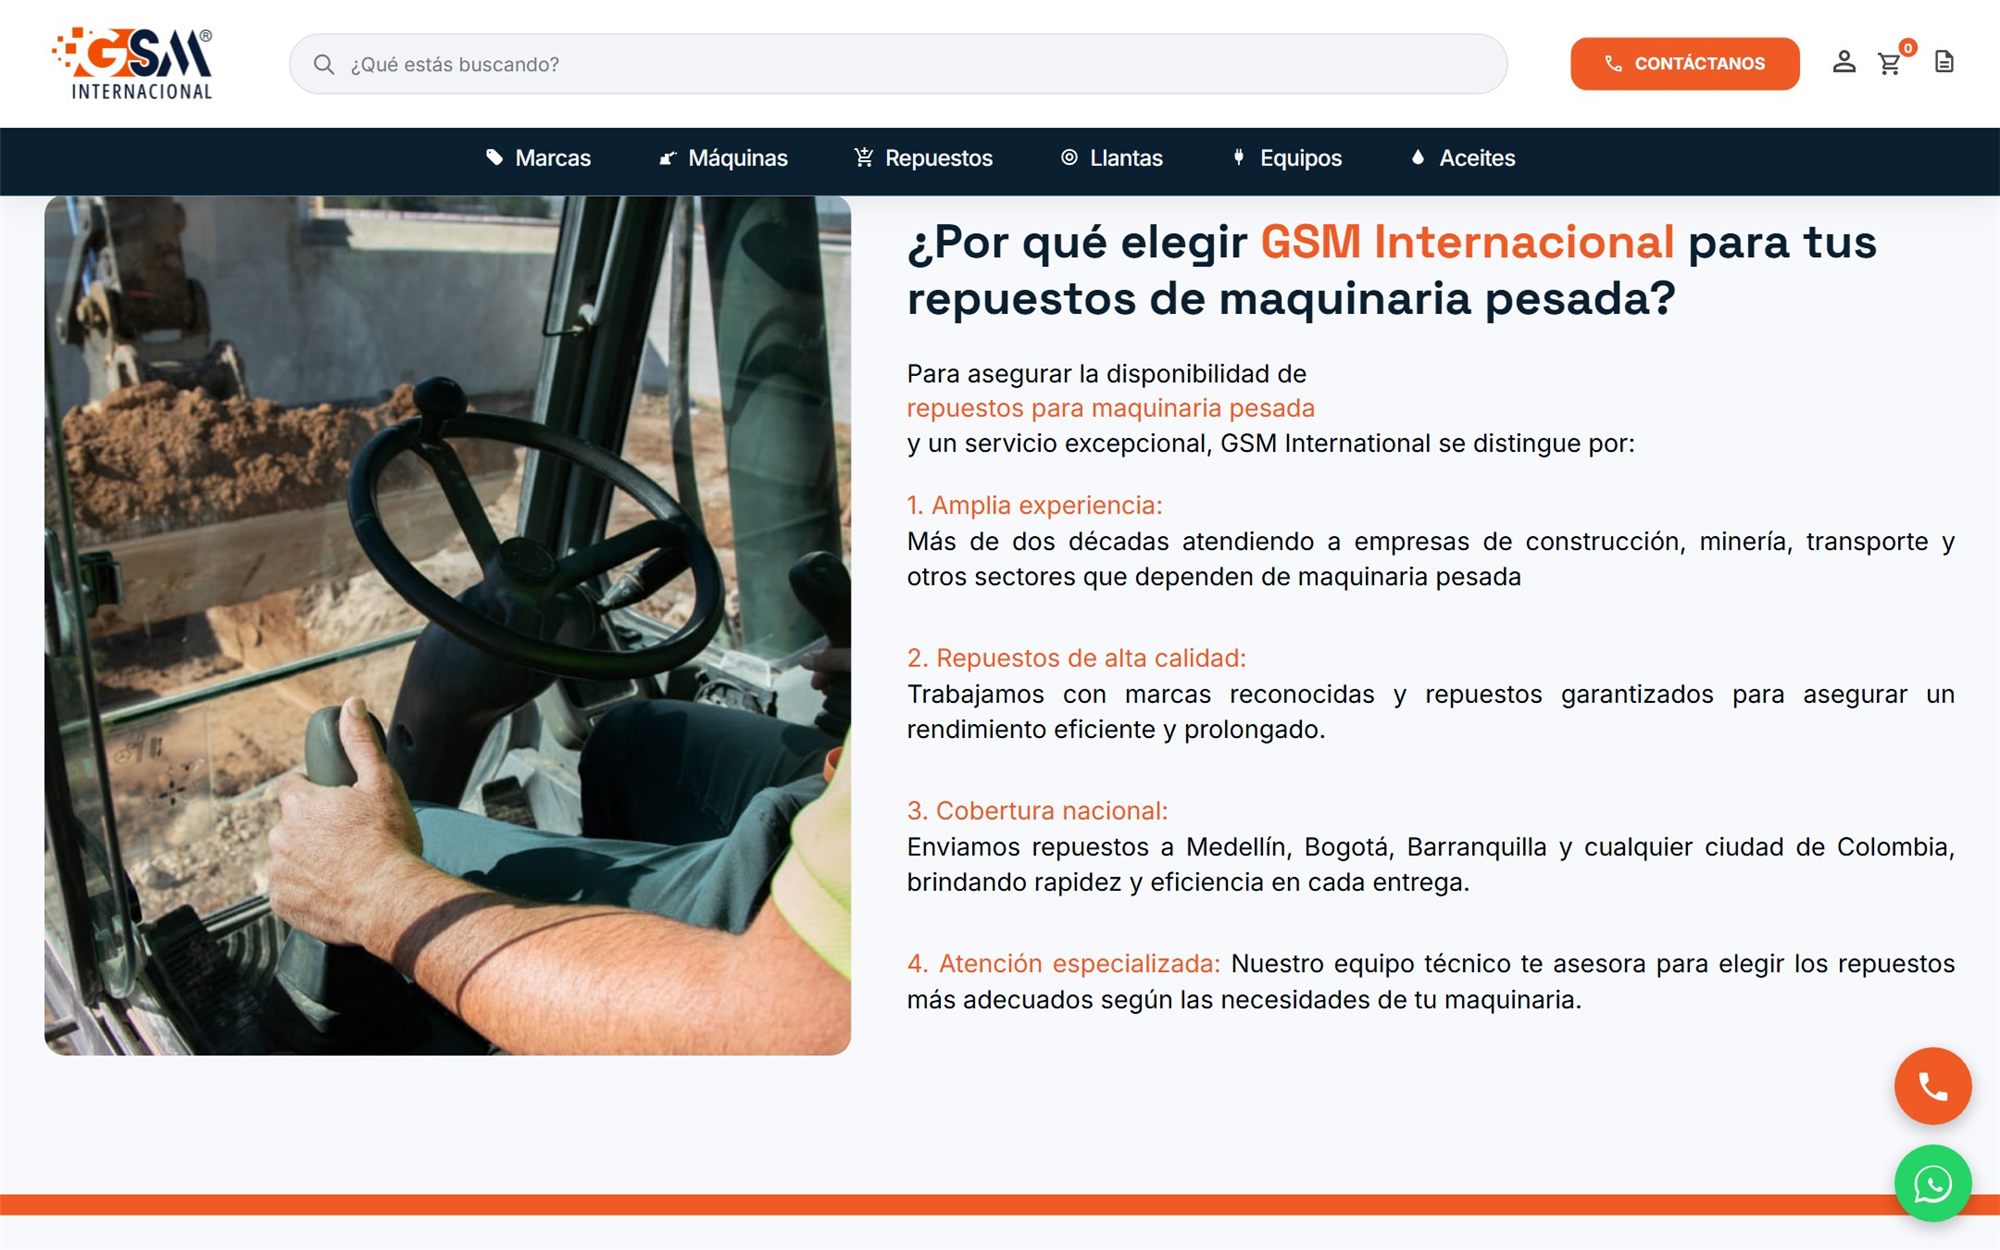 GSM®
INTERNACIONAL
¿Qué estás buscando?
CONTÁCTANOS
0
Marcas
Máquinas
Repuestos
Llantas
Equipos
Aceites
¿Por qué elegir GSM Internacional para tus
repuestos de maquinaria pesada?
Para asegurar la disponibilidad de
repuestos para maquinaria pesada
y un servicio excepcional, GSM International se distingue por:
1. Amplia experiencia:
Más de dos décadas atendiendo a empresas de construcción, minería, transporte y
otros sectores que dependen de maquinaria pesada
2. Repuestos de alta calidad:
Trabajamos con marcas reconocidas y repuestos garantizados para asegurar un
rendimiento eficiente y prolongado.
3. Cobertura nacional:
Enviamos repuestos a Medellín, Bogotá, Barranquilla y cualquier ciudad de Colombia,
brindando rapidez y eficiencia en cada entrega.
4. Atención especializada: Nuestro equipo técnico te asesora para elegir los repuestos
más adecuados según las necesidades de tu maquinaria.